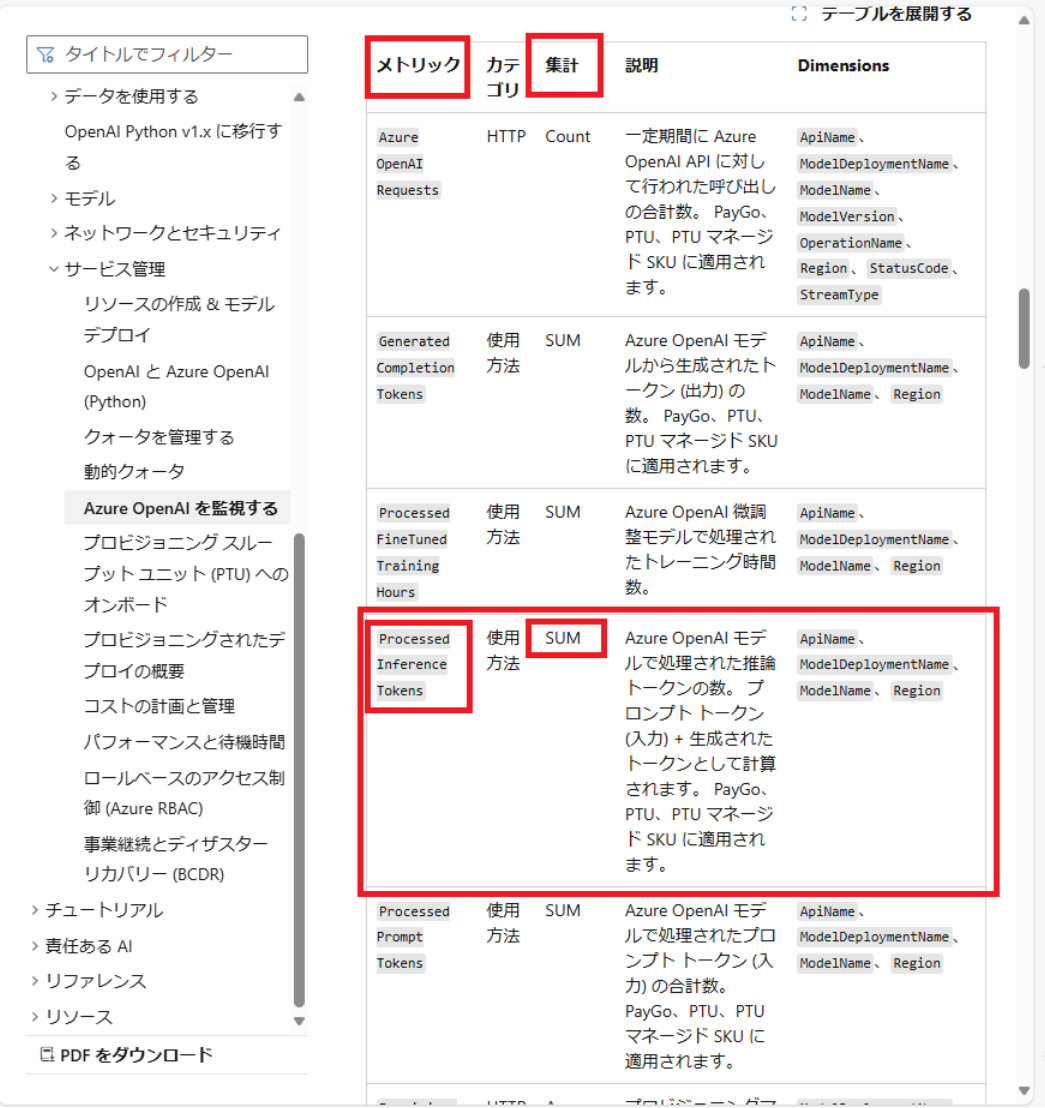 テーブルを展開する
タイトルでフィルター
データを使用する
OpenAI Python v1.x に移行す
る
モデル
ネットワークとセキュリティ
サービス管理
リソースの作成 & モデル
デプロイ
OpenAI と Azure OpenAI
(Python)
クォータを管理する
動的クォータ
Azure OpenAI を監視する
プロビジョニング スルー
プット ユニット (PTU) への
オンボード
プロビジョニングされたデ
プロイの概要
コストの計画と管理
パフォーマンスと待機時間
ロールベースのアクセス制
御 (Azure RBAC)
事業継続とディザスター
リカバリー (BCDR)
チュートリアル
責任ある AI
リファレンス
リソース
PDF をダウンロード
メトリック
カテ
ゴリ
集計
説明
Dimensions
Azure
OpenAI
Requests
HTTP
Count
一定期間に Azure
OpenAI API に対し
て行われた呼び出し
の合計数。 PayGo、
PTU、PTU マネージ
ド SKU に適用され
ます。
ApiName、
ModelDeploymentName、
ModelName、
ModelVersion、
OperationName、
Region、 StatusCode、
StreamType
Generated
Completion
Tokens
使用
方法
SUM
Azure OpenAI モデ
ルから生成されたト
ークン (出力) の
数。 PayGo、PTU、
PTU マネージド SKU
に適用されます。
ApiName、
ModelDeploymentName、
ModelName、 Region
Processed
FineTuned
Training
Hours
使用
方法
SUM
Azure OpenAI 微調
整モデルで処理され
たトレーニング時間
数。
ApiName、
ModelDeploymentName、
ModelName、 Region
Processed
Inference
Tokens
使用
方法
SUM
Azure OpenAI モデ
ルで処理された推論
トークンの数。 プ
ロンプト トークン
(入力) + 生成された
トークンとして計算
されます。 PayGo、
PTU、PTU マネージ
ド SKU に適用され
ます。
ApiName、
ModelDeploymentName、
ModelName、 Region
Processed
Prompt
Tokens
使用
方法
SUM
Azure OpenAI モデ
ルで処理されたプロ
ンプト トークン (入
力) の合計数。
PayGo、PTU、PTU
マネージド SKU に
適用されます。
ApiName、
ModelDeploymentName、
ModelName、 Region